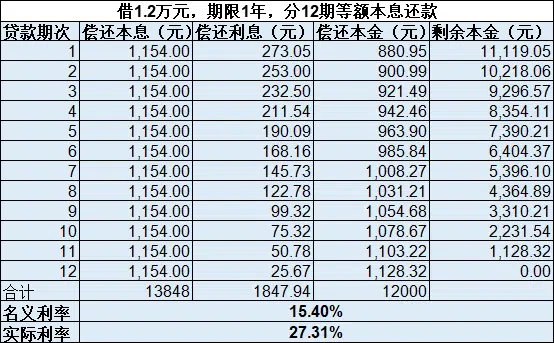 借1.2万元，期限1年，分12期等额本息还款
贷款期次 偿还本息（元） 偿还利息（元） 偿还本金（元） 剩余本金（元）
1 1,154.00 273.05 880.95 11,119.05
2 1,154.00 253.00 900.99 10,218.06
3 1,154.00 232.50 921.49 9,296.57
4 1,154.00 211.54 942.46 8,354.11
5 1,154.00 190.09 963.90 7,390.21
6 1,154.00 168.16 985.84 6,404.37
7 1,154.00 145.73 1,008.27 5,396.10
8 1,154.00 122.78 1,031.21 4,364.89
9 1,154.00 99.32 1,054.68 3,310.21
10 1,154.00 75.32 1,078.67 2,231.54
11 1,154.00 50.78 1,103.22 1,128.32
12 1,154.00 25.67 1,128.32 0.00
合计 13848 1847.94 12000
名义利率 15.40%
实际利率 27.31%